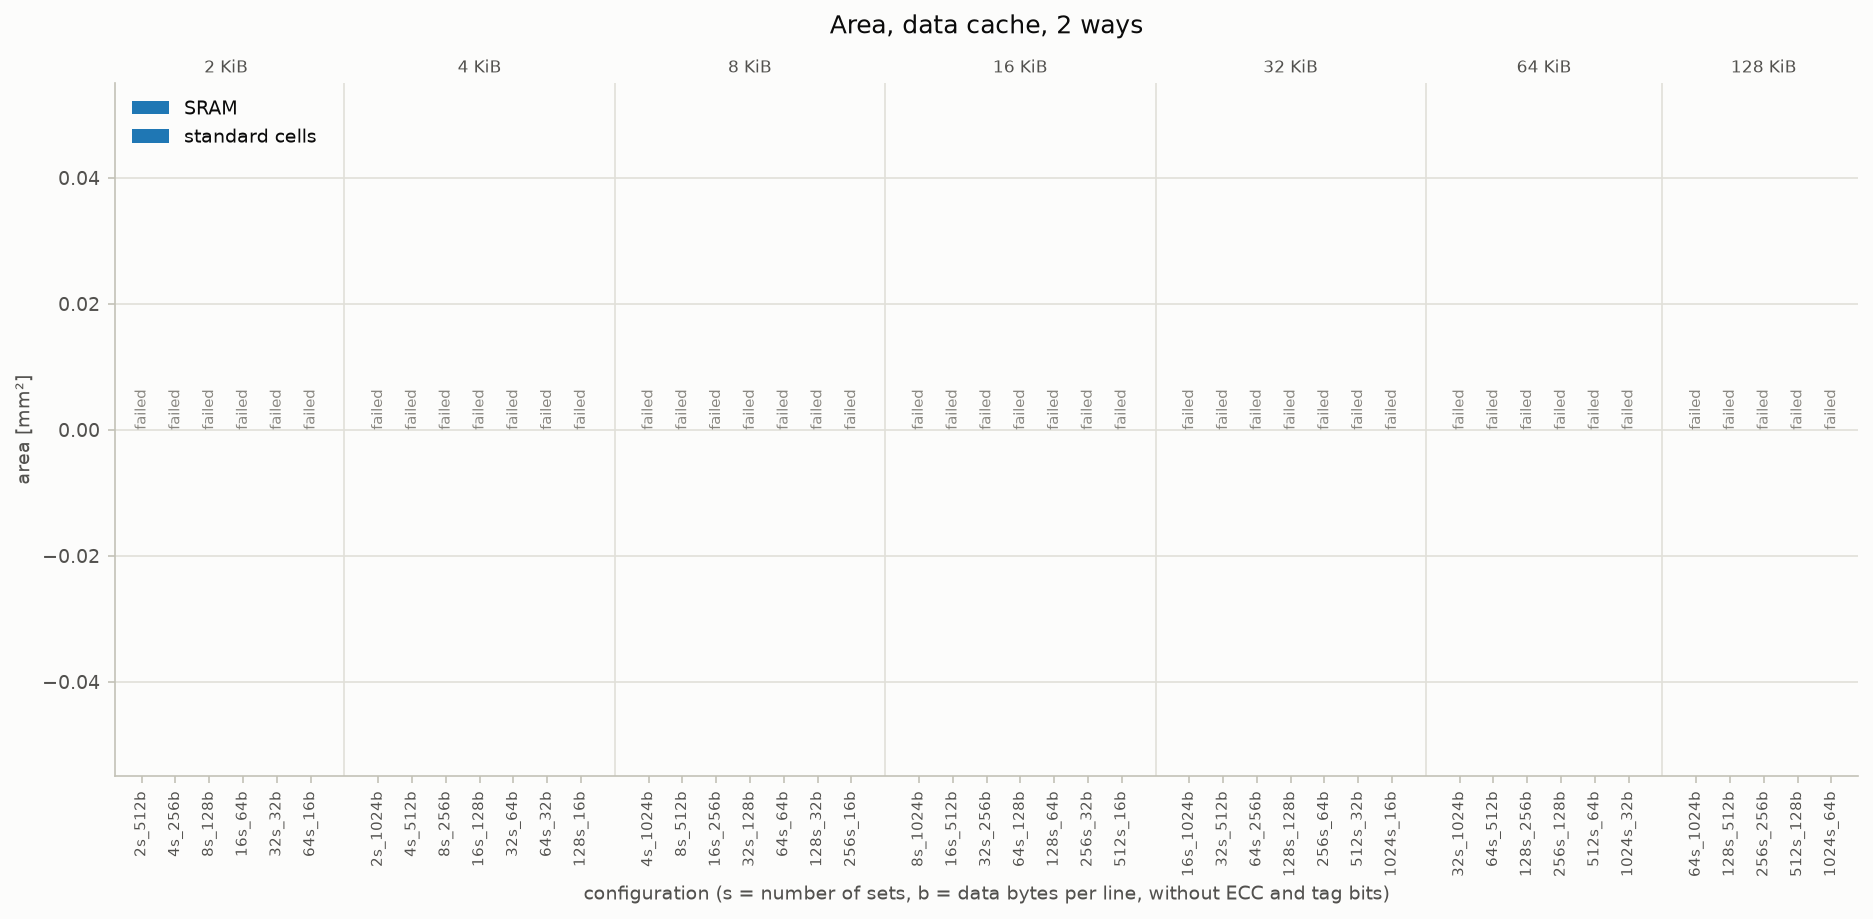 Area, data cache, 2 ways
2 KiB 4 KiB 8 KiB 16 KiB 32 KiB 64 KiB 128 KiB
SRAM
standard cells
0.04
0.02
0.00
−0.02
−0.04
area [mm²]
failed failed failed failed failed failed failed failed failed failed failed failed failed failed failed failed failed failed failed failed failed failed failed failed failed failed failed failed failed failed failed failed failed failed failed failed failed failed failed failed failed failed failed failed failed
2s_512b 4s_256b 8s_128b 16s_64b 32s_32b 64s_16b 2s_1024b 4s_512b 8s_256b 16s_128b 32s_64b 64s_32b 128s_16b 4s_1024b 8s_512b 16s_256b 32s_128b 64s_64b 128s_32b 256s_16b 8s_1024b 16s_512b 32s_256b 64s_128b 128s_64b 256s_32b 512s_16b 16s_1024b 32s_512b 64s_256b 128s_128b 256s_64b 512s_32b 1024s_16b 32s_1024b 64s_512b 128s_256b 256s_128b 512s_64b 1024s_32b 64s_1024b 128s_512b 256s_256b 512s_128b 1024s_64b
configuration (s = number of sets, b = data bytes per line, without ECC and tag bits)